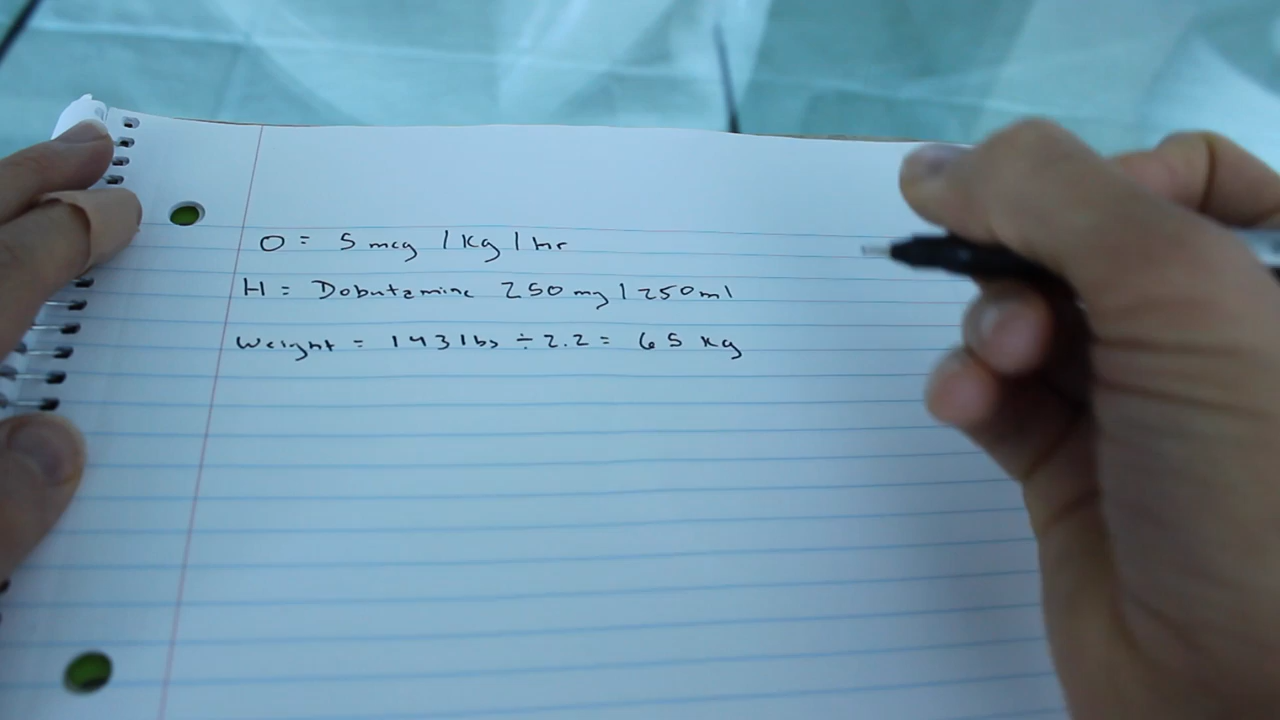 O = 5 mcg / Kg / Hr
H = Dobutamine 250 mg / 250 ml
Weight = 143 lbs ÷ 2.2 = 65 Kg